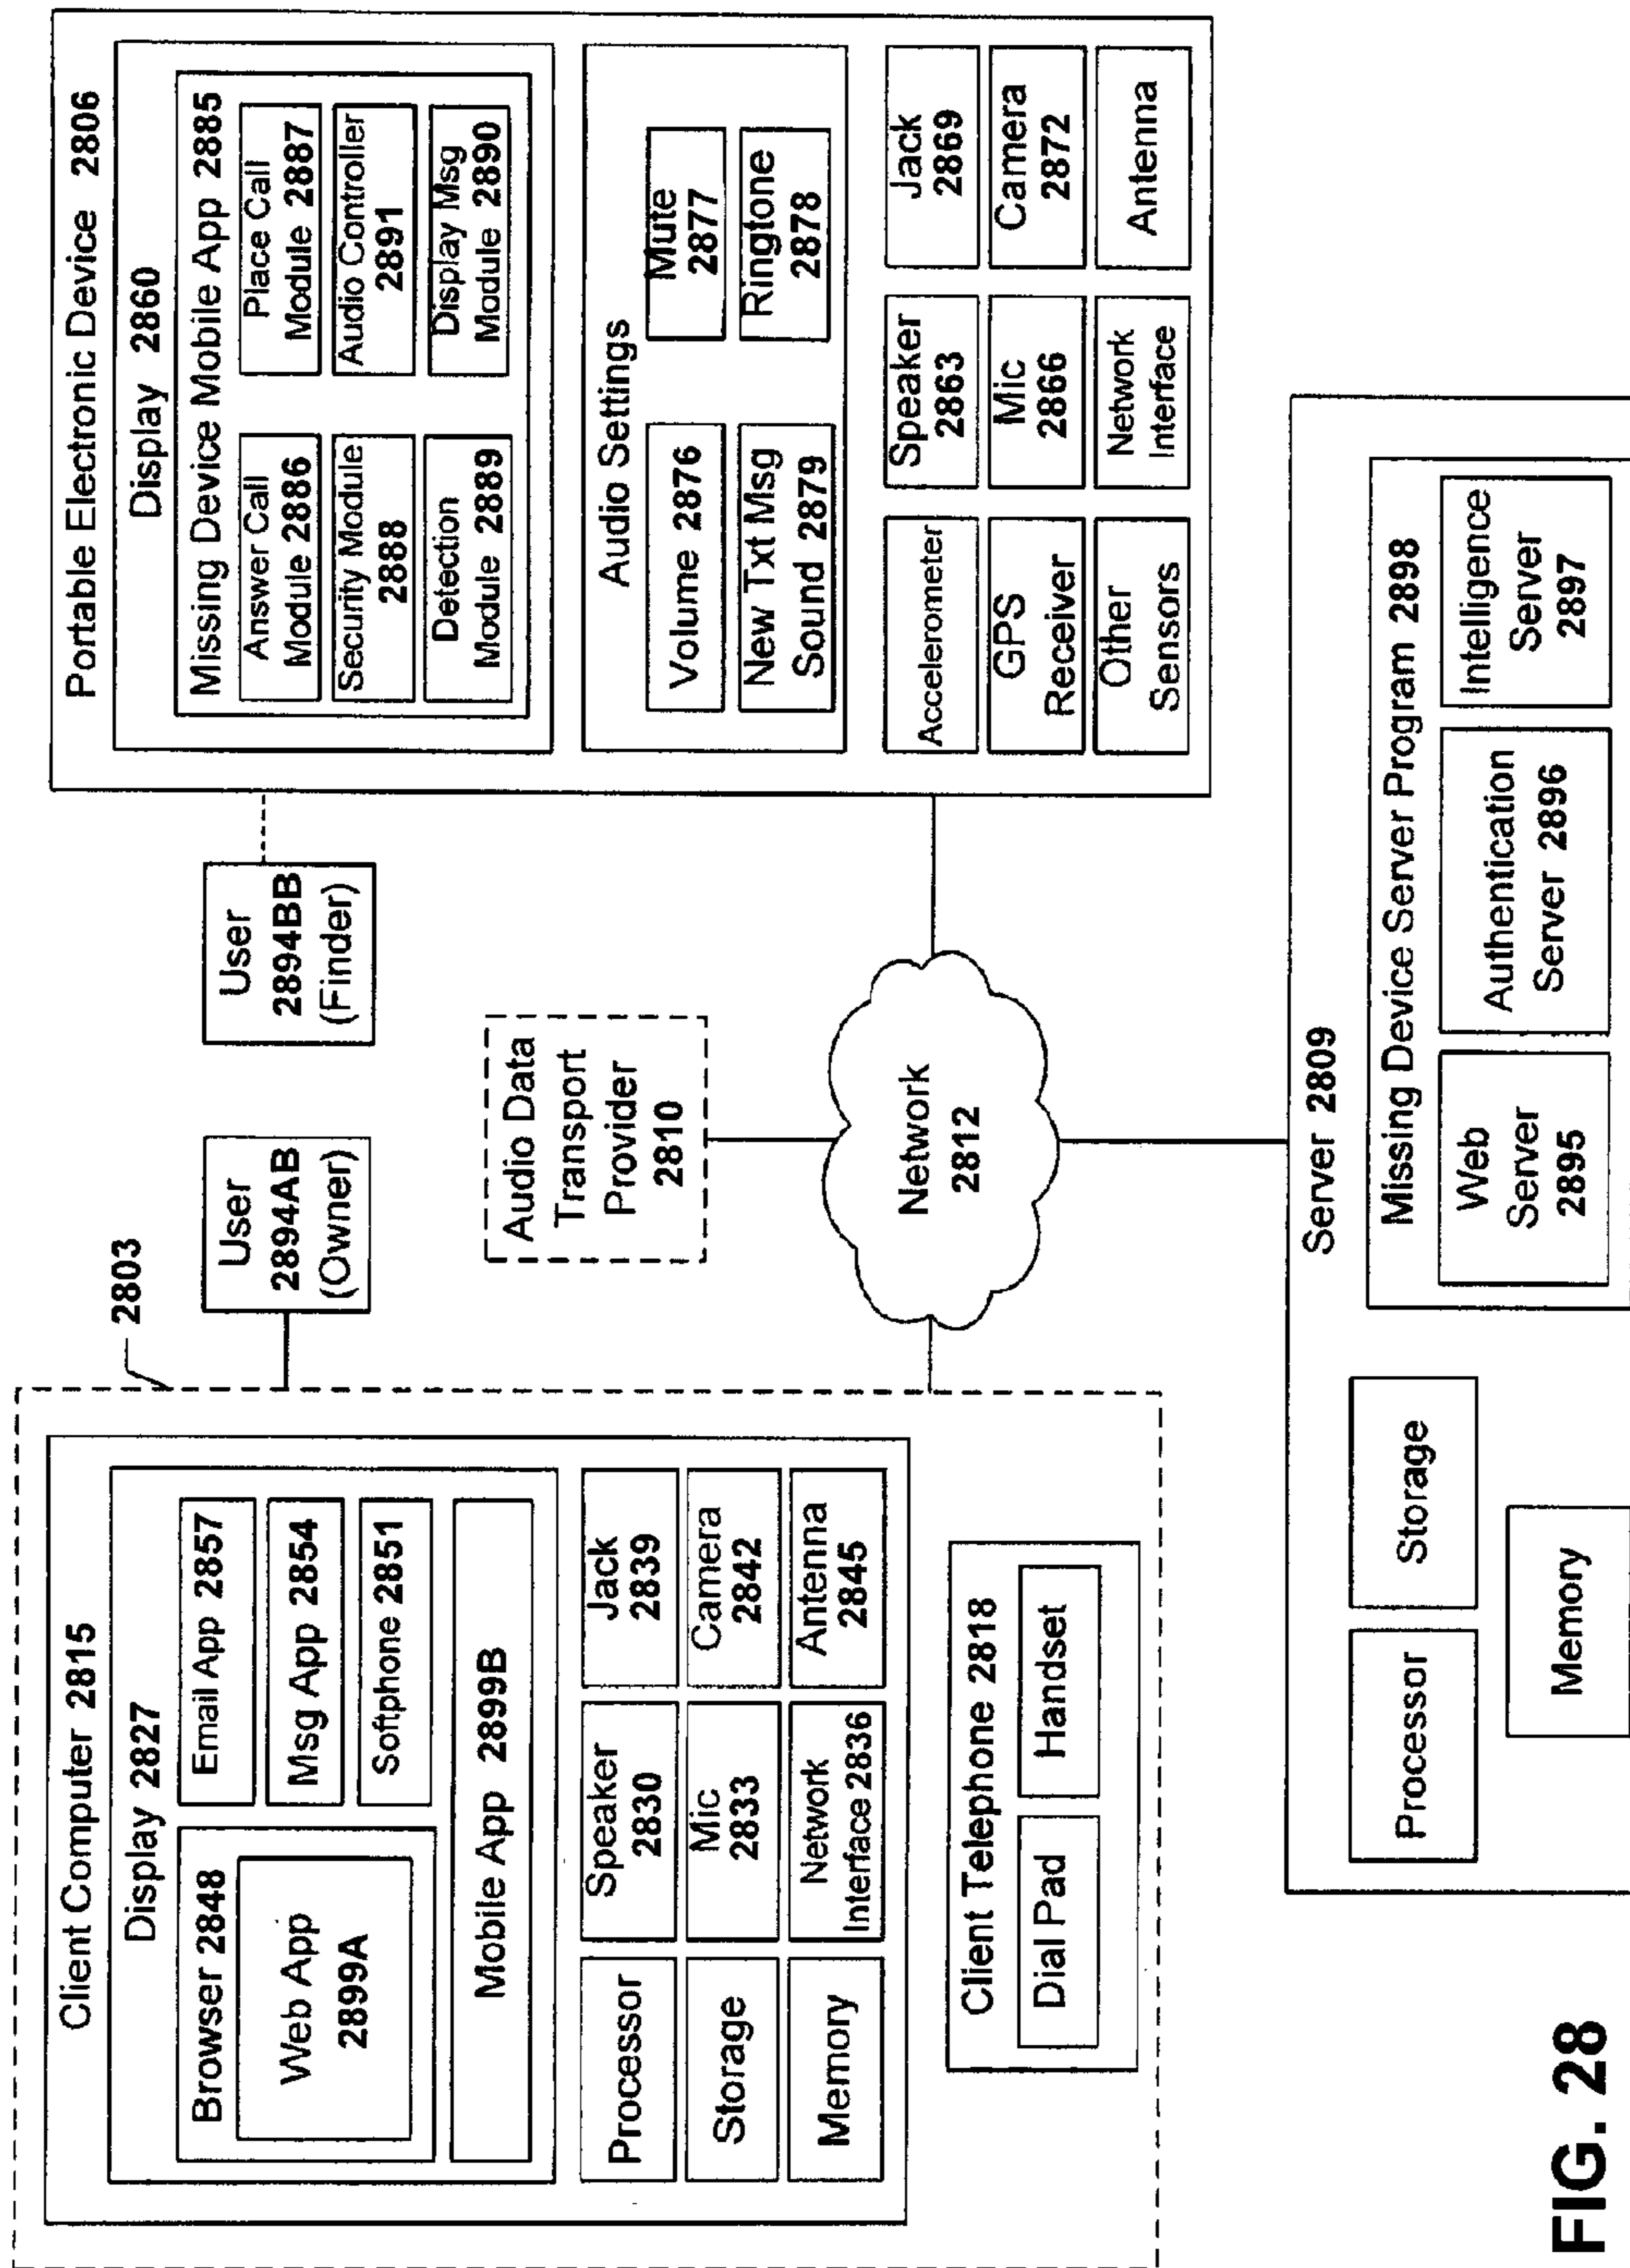 2803
Client Computer 2815
Display 2827
Browser 2848
Web App
2899A
Email App 2857
Msg App 2854
Softphone 2851
Mobile App 2899B
Processor
Speaker
2830
Jack
2839
Storage
Mic
2833
Camera
2842
Memory
Network
Interface 2836
Antenna
2845
Client Telephone 2818
Dial Pad
Handset
User
2894AB
(Owner)
User
2894BB
(Finder)
Audio Data
Transport
Provider
2810
Network
2812
Portable Electronic Device 2806
Display 2860
Missing Device Mobile App 2885
Answer Call
Module 2886
Place Call
Module 2887
Security Module
2888
Audio Controller
2891
Detection
Module 2889
Display Msg
Module 2890
Audio Settings
Volume 2876
Mute
2877
New Txt Msg
Sound 2879
Ringtone
2878
Accelerometer
Speaker
2863
Jack
2869
GPS
Receiver
Mic
2866
Camera
2872
Other
Sensors
Network
Interface
Antenna
Server 2809
Processor
Storage
Memory
Missing Device Server Program 2898
Web
Server
2895
Authentication
Server 2896
Intelligence
Server
2897
FIG. 28